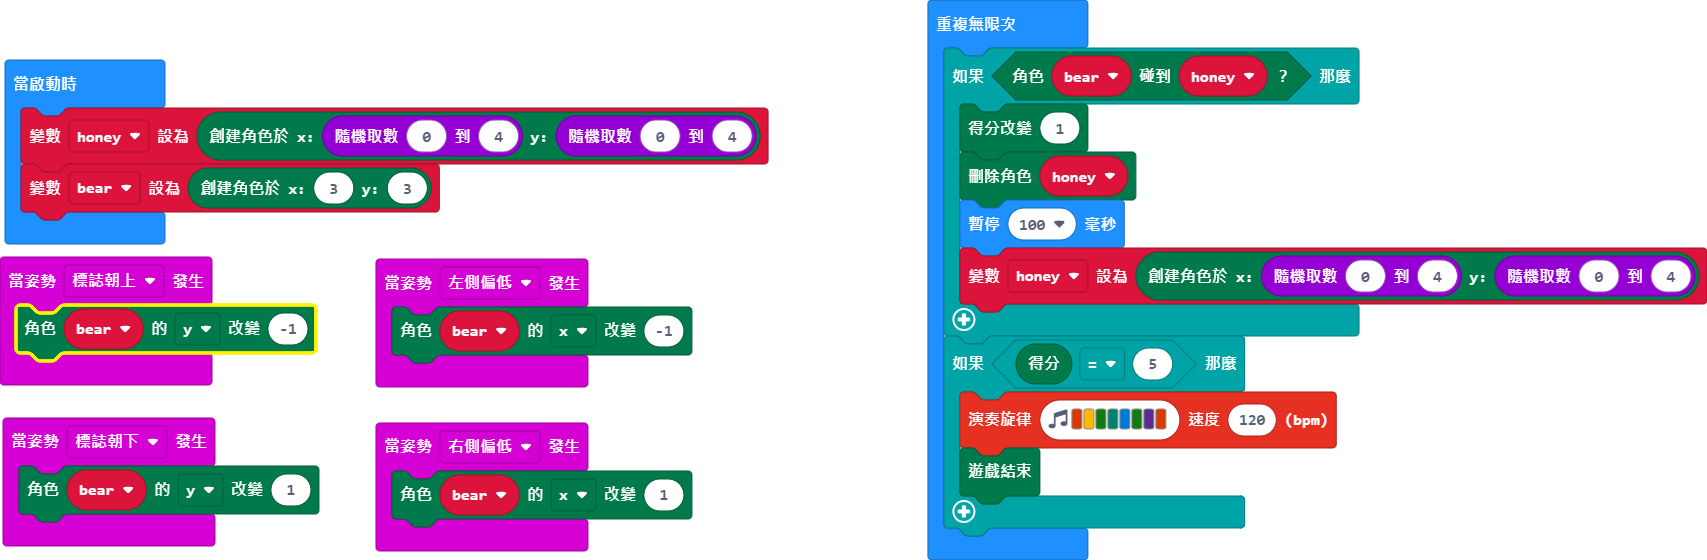 當啟動時
變數 honey 設為 創建角色於 x: 隨機取數 0 到 4 y: 隨機取數 0 到 4
變數 bear 設為 創建角色於 x: 3 y: 3
當姿勢 標誌朝上 發生
角色 bear 的 y 改變 -1
當姿勢 左側偏低 發生
角色 bear 的 x 改變 -1
當姿勢 標誌朝下 發生
角色 bear 的 y 改變 1
當姿勢 右側偏低 發生
角色 bear 的 x 改變 1
重複無限次
如果 角色 bear 碰到 honey ? 那麼
得分改變 1
刪除角色 honey
暫停 100 毫秒
變數 honey 設為 創建角色於 x: 隨機取數 0 到 4 y: 隨機取數 0 到 4
如果 得分 = 5 那麼
演奏旋律 速度 120 (bpm)
遊戲結束